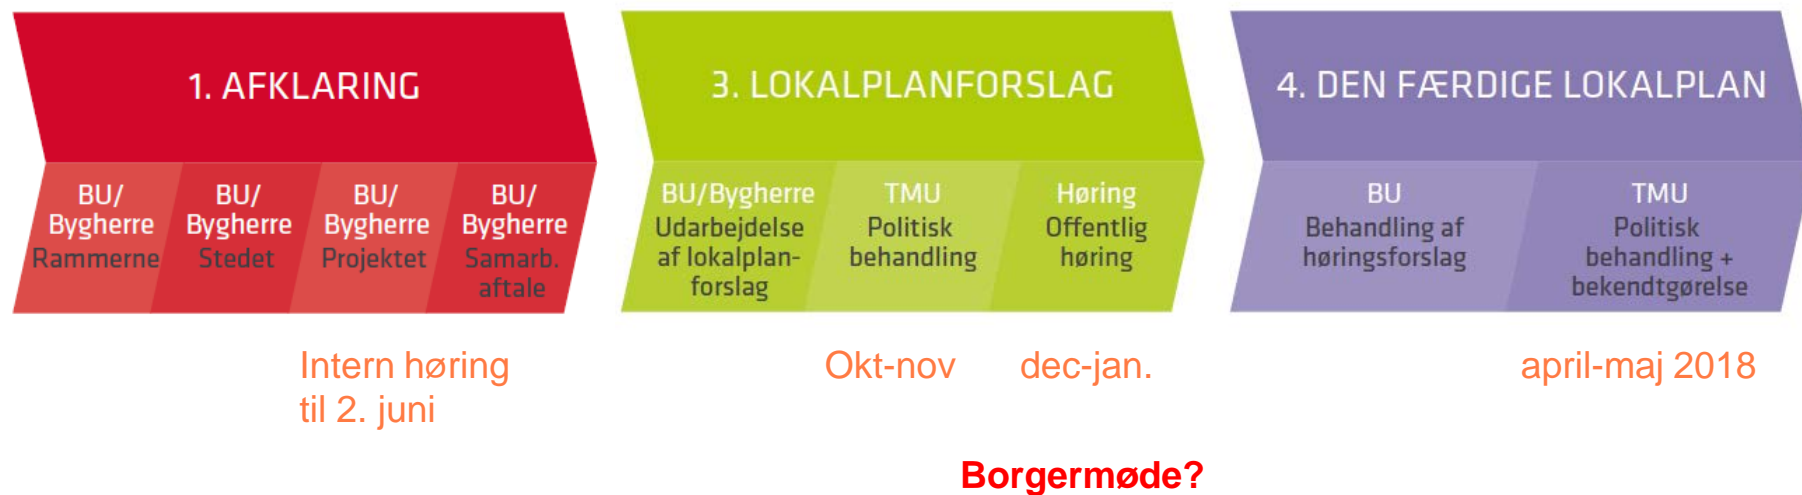 1. AFKLARING
BU/
Bygherre
Rammerne
BU/
Bygherre
Stedet
BU/
Bygherre
Projektet
BU/
Bygherre
Samarb.
aftale
3. LOKALPLANFORSLAG
BU/Bygherre
Udarbejdelse
af lokalplan-
forslag
TMU
Politisk
behandling
Høring
Offentlig
høring
4. DEN FÆRDIGE LOKALPLAN
BU
Behandling af
høringsforslag
TMU
Politisk
behandling +
bekendtgørelse
Intern høring
til 2. juni
Okt-nov
dec-jan.
april-maj 2018
Borgermøde?